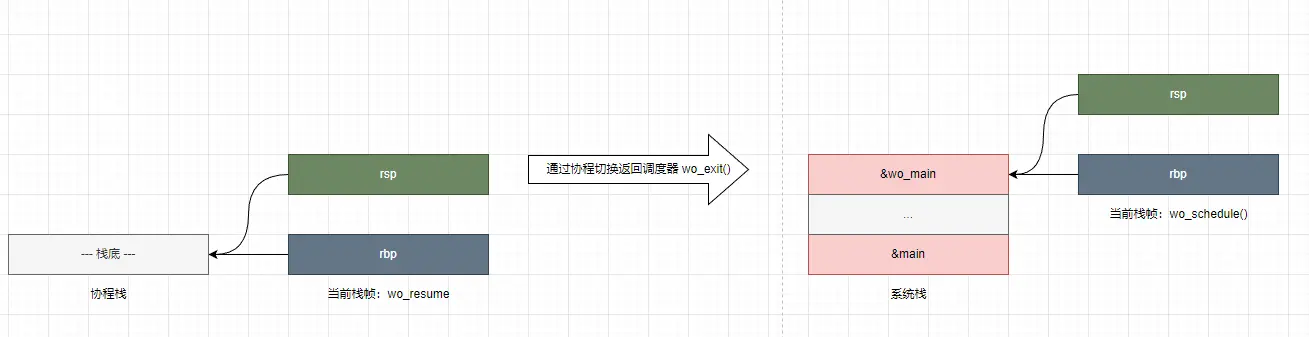 rsp
--- 栈底 ---
rbp
协程栈
当前栈帧：wo_resume
通过协程切换返回调度器 wo_exit()
rsp
&wo_main
rbp
...
当前栈帧：wo_schedule()
&main
系统栈